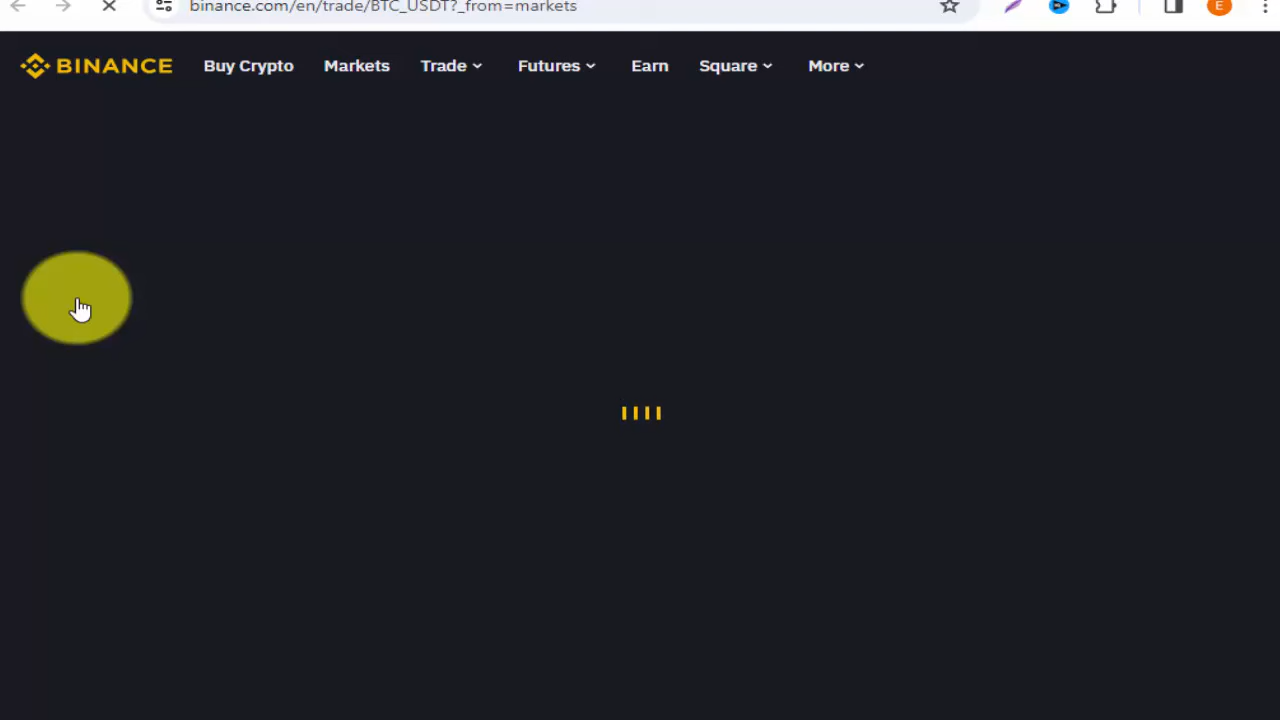 binance.com/en/trade/BTC_USDT?_from=markets
E
BINANCE Buy Crypto Markets Trade Futures Earn Square More